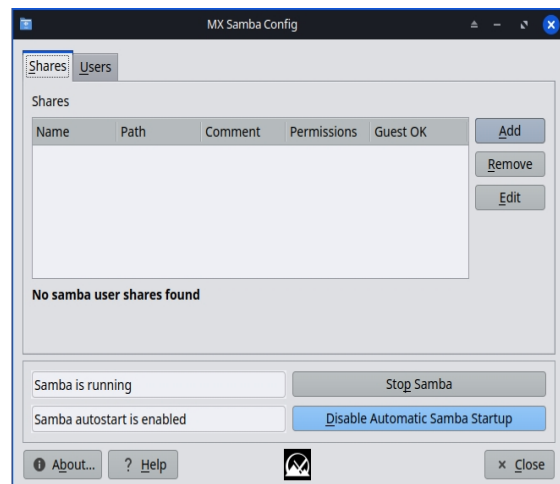 MX Samba Config
Shares Users
Shares
Name Path Comment Permissions Guest OK
Add
Remove
Edit
No samba user shares found
Samba is running Stop Samba
Samba autostart is enabled Disable Automatic Samba Startup
About... ? Help × Close